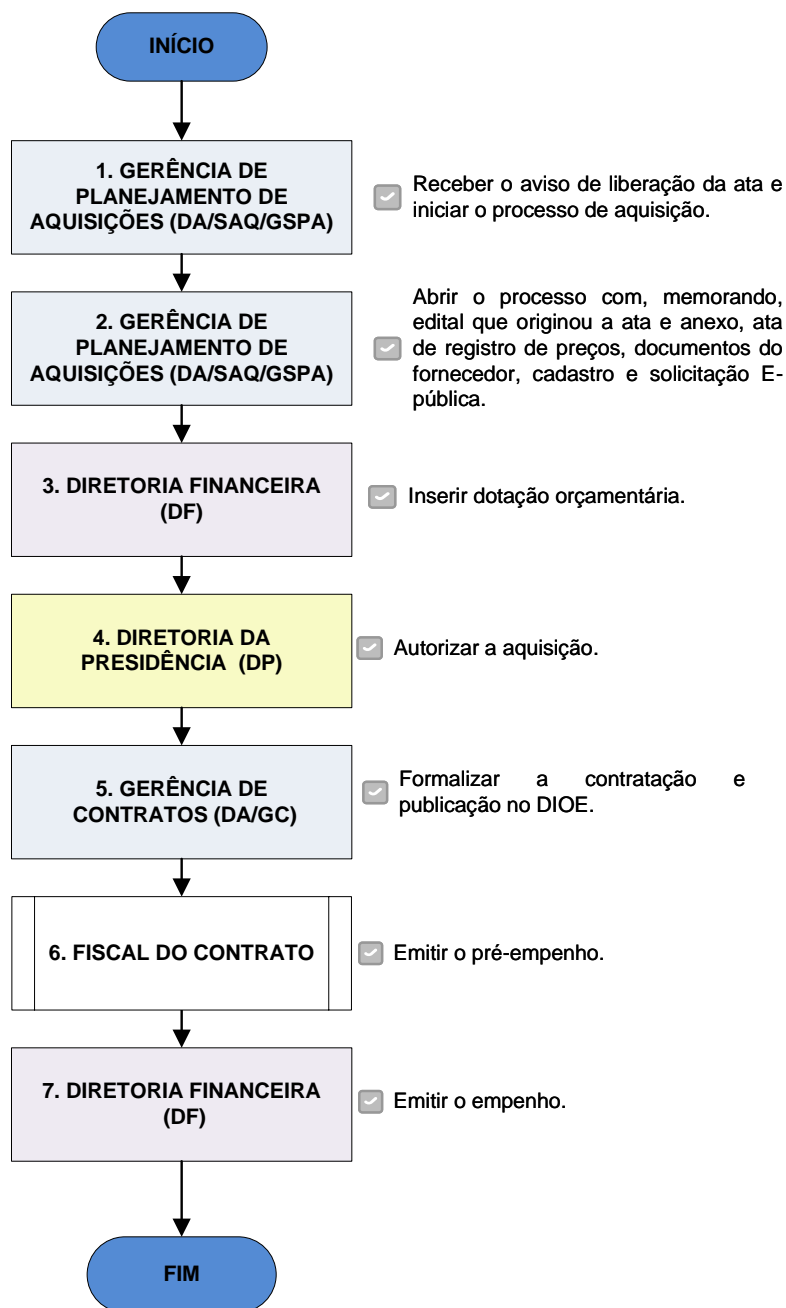 INÍCIO
1. GERÊNCIA DE
PLANEJAMENTO DE
AQUISIÇÕES (DA/SAQ/GSPA)
Receber o aviso de liberação da ata e
iniciar o processo de aquisição.
2. GERÊNCIA DE
PLANEJAMENTO DE
AQUISIÇÕES (DA/SAQ/GSPA)
Abrir o processo com, memorando,
edital que originou a ata e anexo, ata
de registro de preços, documentos do
fornecedor, cadastro e solicitação E-
pública.
3. DIRETORIA FINANCEIRA
(DF)
Inserir dotação orçamentária.
4. DIRETORIA DA
PRESIDÊNCIA (DP)
Autorizar a aquisição.
5. GERÊNCIA DE
CONTRATOS (DA/GC)
Formalizar a contratação e
publicação no DIOE.
6. FISCAL DO CONTRATO
Emitir o pré-empenho.
7. DIRETORIA FINANCEIRA
(DF)
Emitir o empenho.
FIM